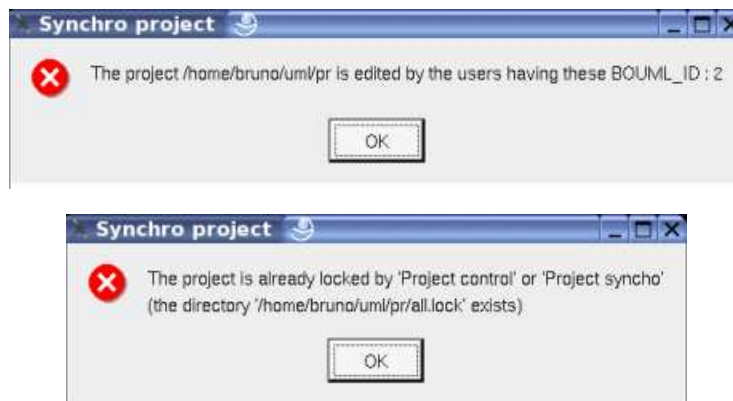 Synchro project
The project /home/bruno/uml/pr is edited by the users having these BOUML_ID : 2
OK
Synchro project
The project is already locked by 'Project control' or 'Project syncho'
(the directory '/home/bruno/uml/pr/all.lock' exists)
OK